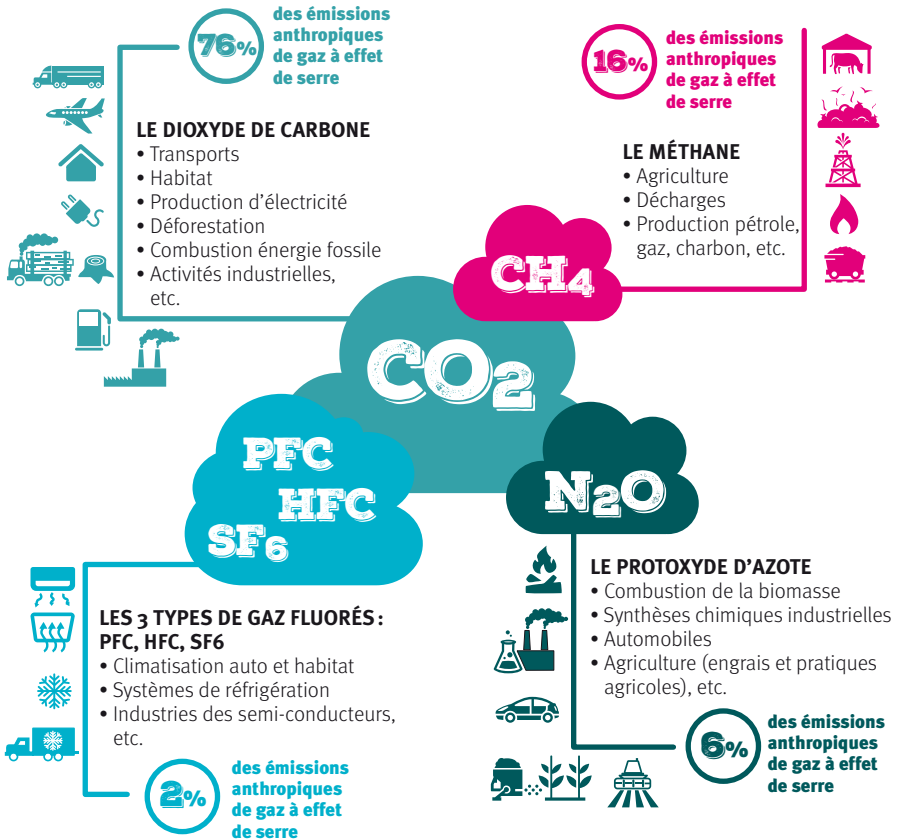 76%
des émissions
anthropiques
de gaz à effet
de serre
LE DIOXYDE DE CARBONE
• Transports
• Habitat
• Production d'électricité
• Déforestation
• Combustion énergie fossile
• Activités industrielles,
etc.
16%
des émissions
anthropiques
de gaz à effet
de serre
LE MÉTHANE
• Agriculture
• Décharges
• Production pétrole,
gaz, charbon, etc.
CH4
CO2
PFC
HFC
SF6
N2O
LES 3 TYPES DE GAZ FLUORÉS :
PFC, HFC, SF6
• Climatisation auto et habitat
• Systèmes de réfrigération
• Industries des semi-conducteurs,
etc.
2%
des émissions
anthropiques
de gaz à effet
de serre
LE PROTOXYDE D'AZOTE
• Combustion de la biomasse
• Synthèses chimiques industrielles
• Automobiles
• Agriculture (engrais et pratiques
agricoles), etc.
6%
des émissions
anthropiques
de gaz à effet
de serre